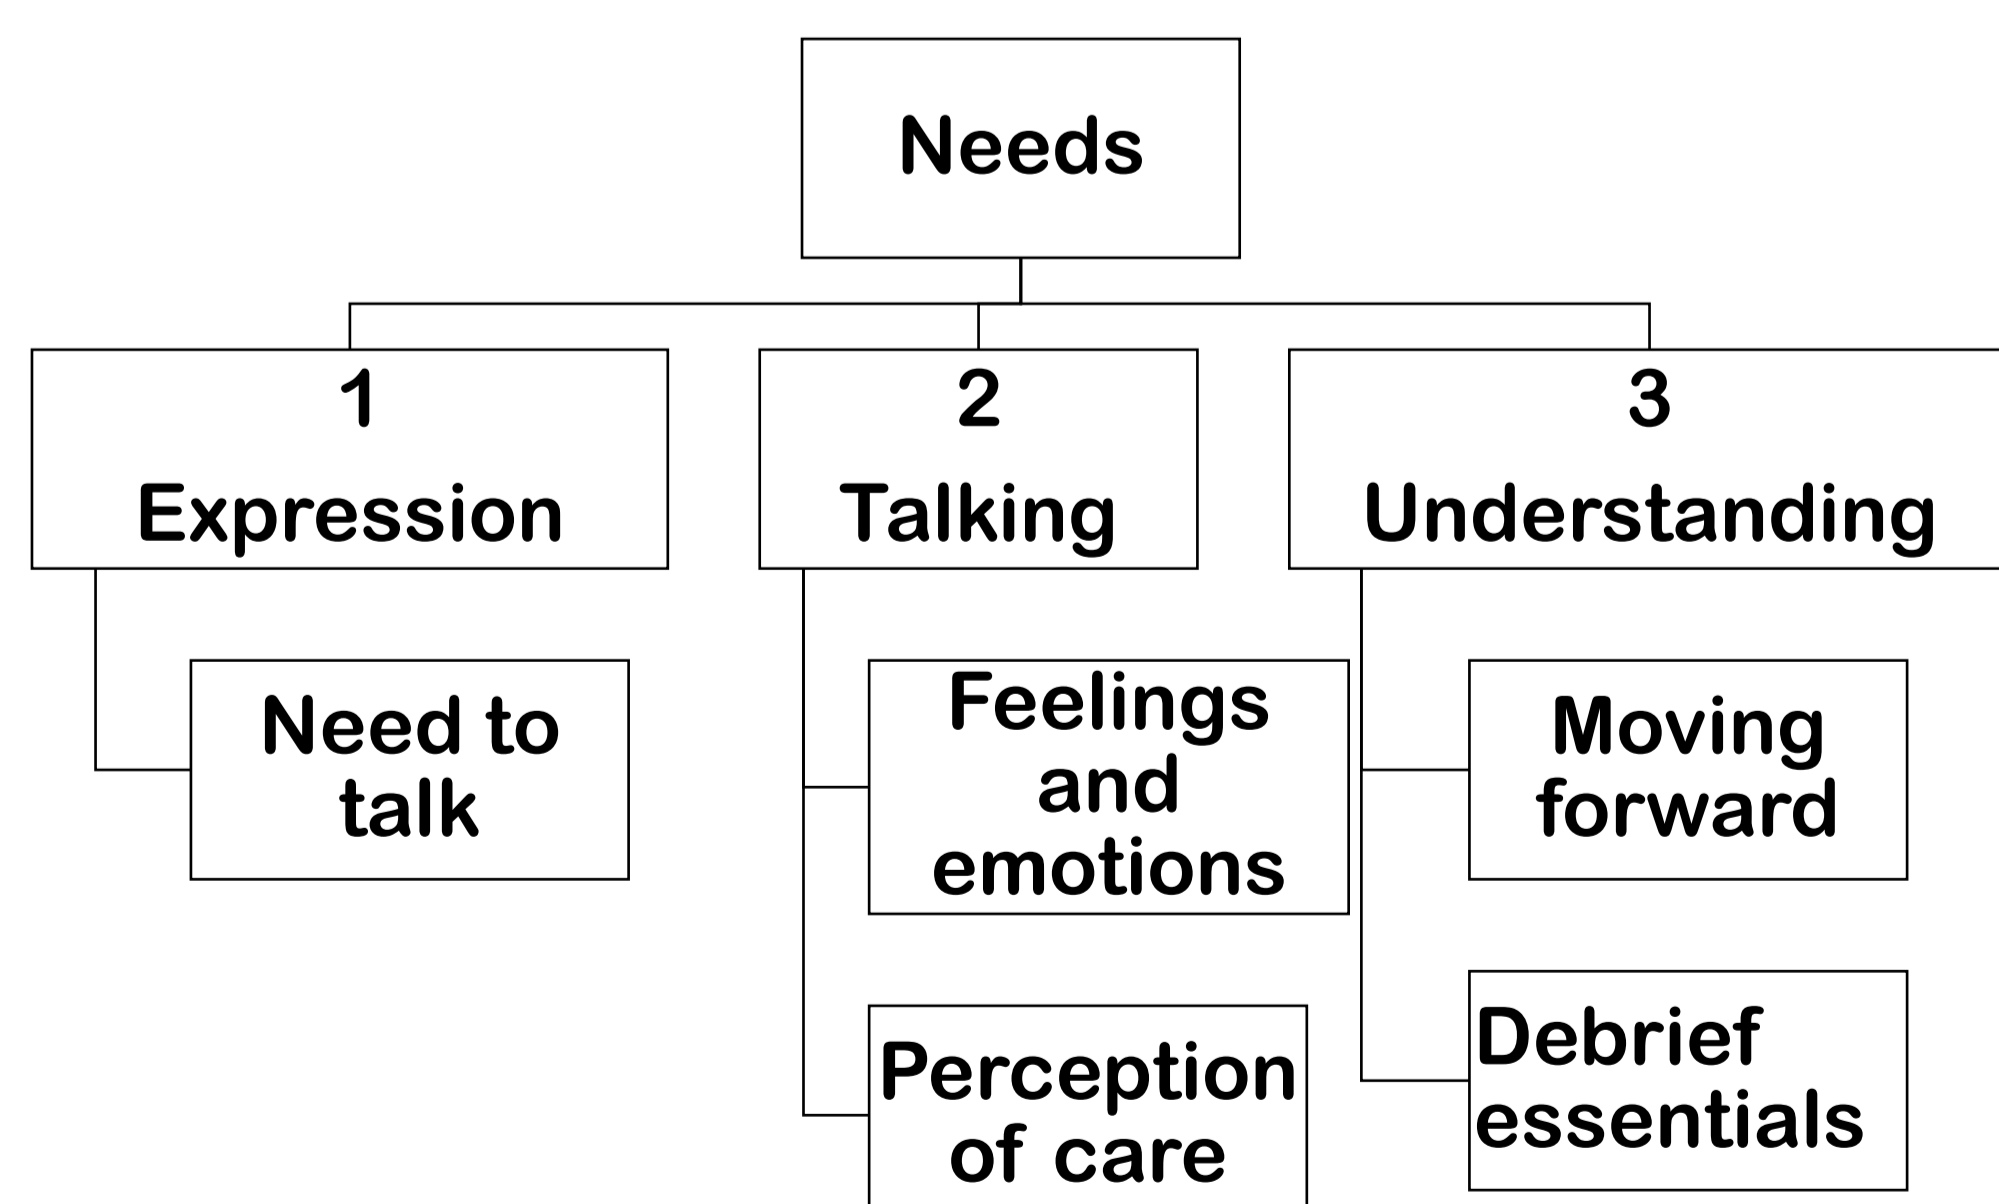 Needs
1
Expression
2
Talking
3
Understanding
Need to
talk
Feelings
and
emotions
Perception
of care
Moving
forward
Debrief
essentials